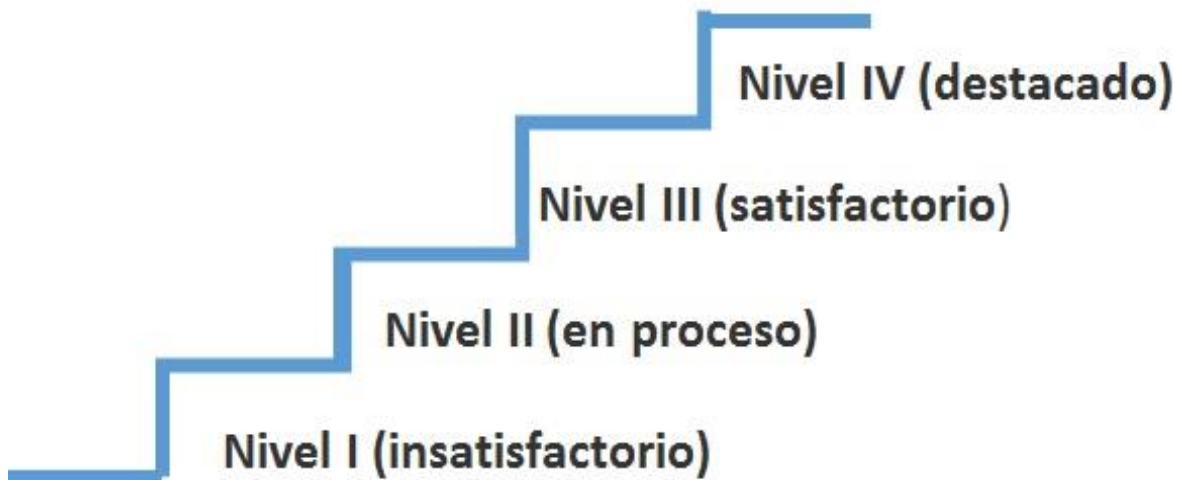 Nivel IV (destacado)
Nivel III (satisfactorio)
Nivel II (en proceso)
Nivel I (insatisfactorio)